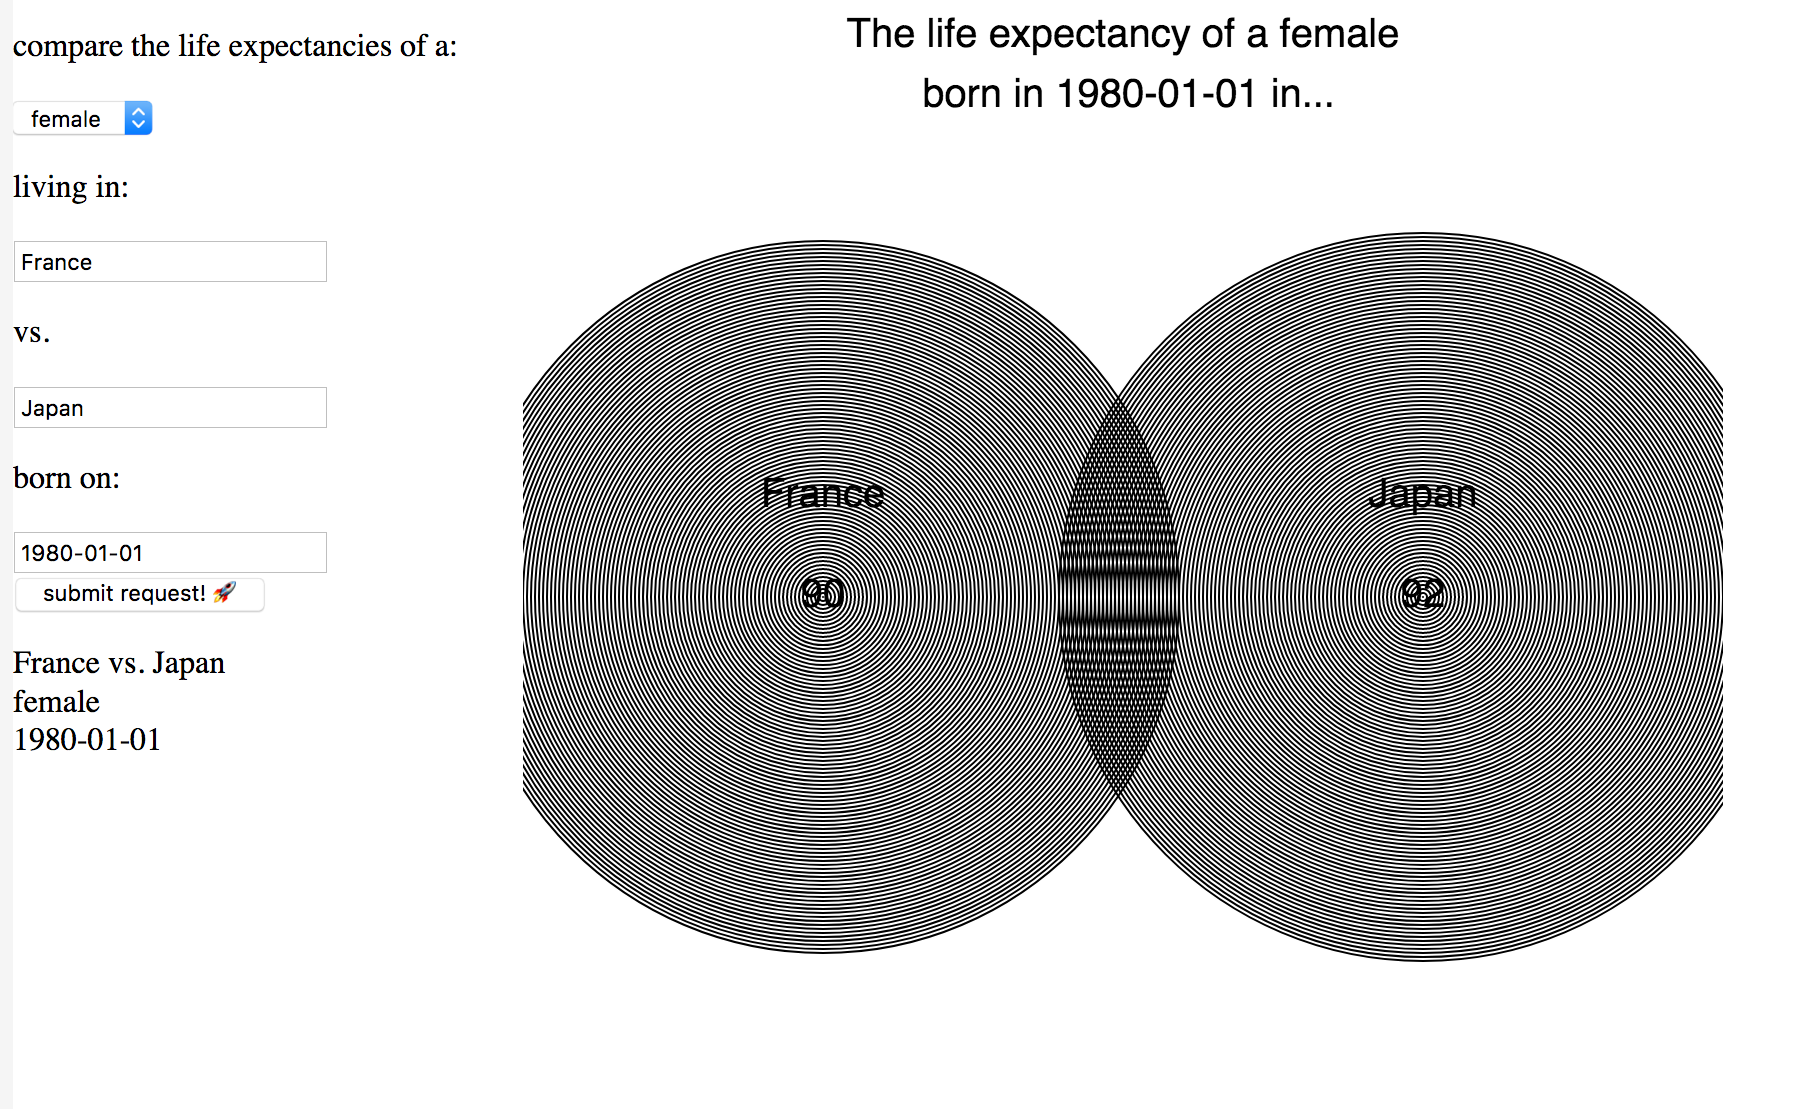 compare the life expectancies of a:
female
living in:
France
vs.
Japan
born on:
1980-01-01
submit request! 🚀
France vs. Japan
female
1980-01-01
The life expectancy of a female
born in 1980-01-01 in...
France
Japan
90
92